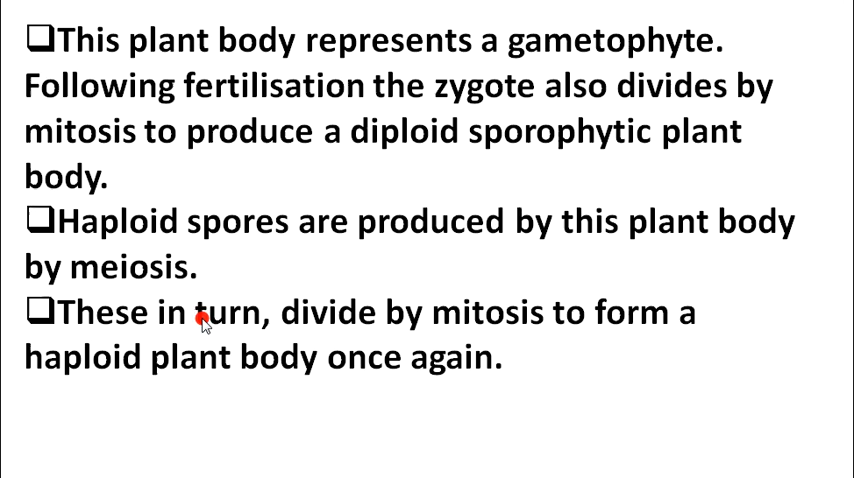 ❑This plant body represents a gametophyte.
Following fertilisation the zygote also divides by
mitosis to produce a diploid sporophytic plant
body.
❑Haploid spores are produced by this plant body
by meiosis.
❑These in turn, divide by mitosis to form a
haploid plant body once again.